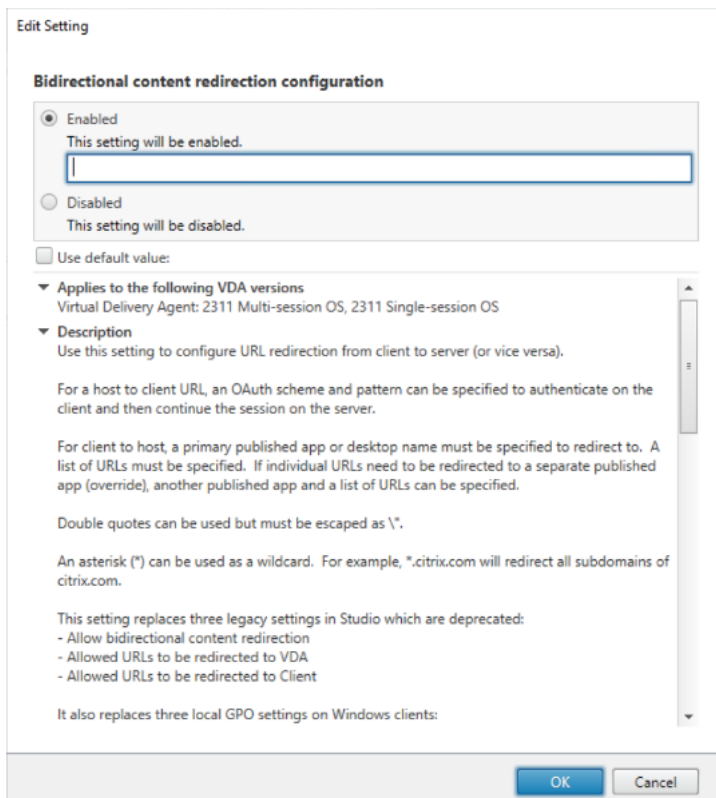 Edit Setting
Bidirectional content redirection configuration
Enabled
This setting will be enabled.
Disabled
This setting will be disabled.
Use default value:
Applies to the following VDA versions
Virtual Delivery Agent: 2311 Multi-session OS, 2311 Single-session OS
Description
Use this setting to configure URL redirection from client to server (or vice versa).
For a host to client URL, an OAuth scheme and pattern can be specified to authenticate on the
client and then continue the session on the server.
For client to host, a primary published app or desktop name must be specified to redirect to. A
list of URLs must be specified. If individual URLs need to be redirected to a separate published
app (override), another published app and a list of URLs can be specified.
Double quotes can be used but must be escaped as \".
An asterisk (*) can be used as a wildcard. For example, *.citrix.com will redirect all subdomains of
citrix.com.
This setting replaces three legacy settings in Studio which are deprecated:
- Allow bidirectional content redirection
- Allowed URLs to be redirected to VDA
- Allowed URLs to be redirected to Client
It also replaces three local GPO settings on Windows clients:
OK Cancel